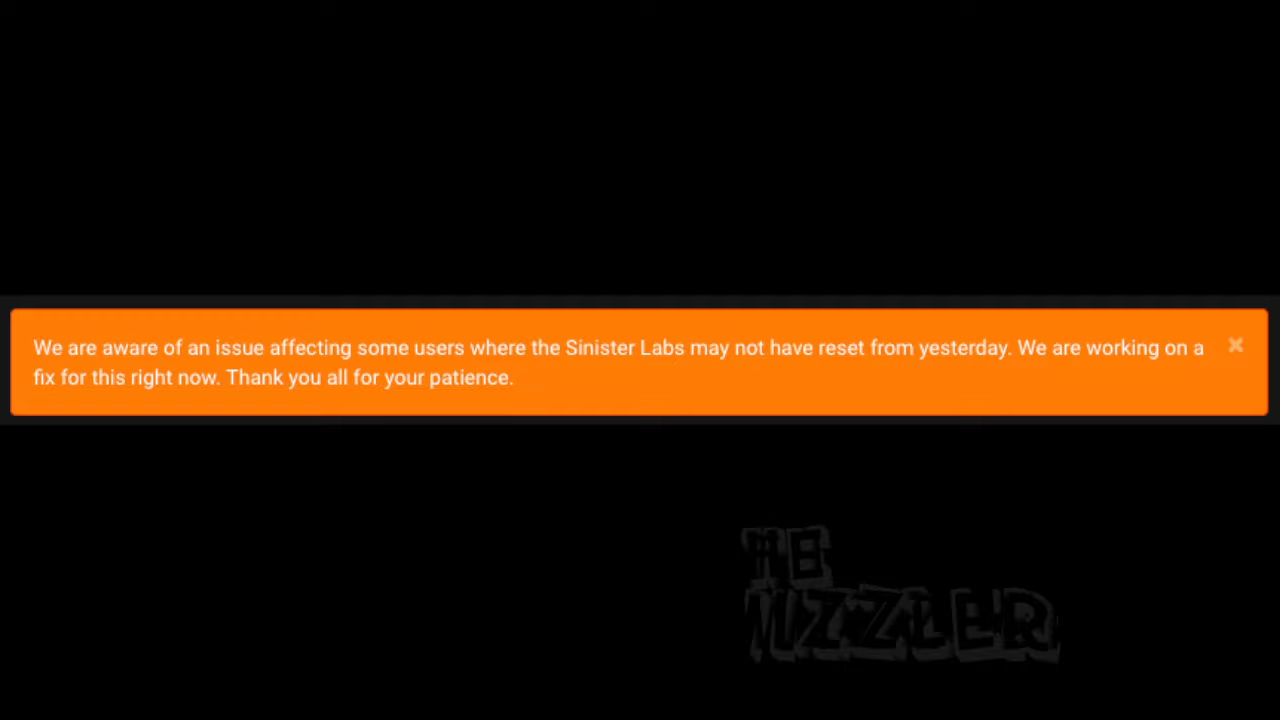 We are aware of an issue affecting some users where the Sinister Labs may not have reset from yesterday. We are working on a
fix for this right now. Thank you all for your patience.